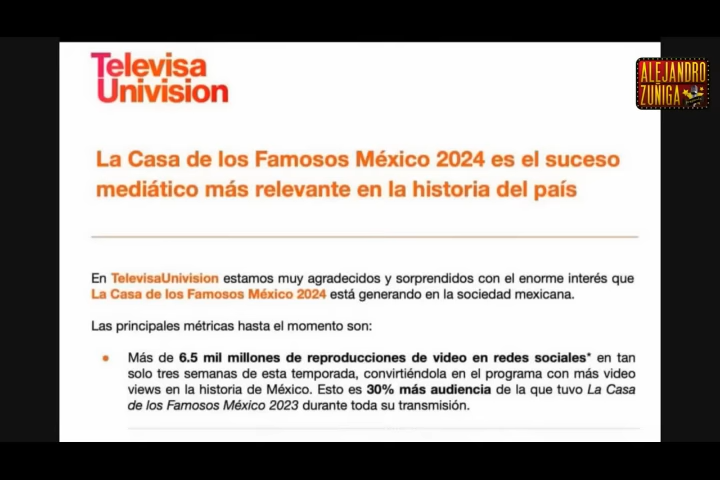 Televisa
Univision
ALEJANDRO
ZUÑIGA
La Casa de los Famosos México 2024 es el suceso
mediático más relevante en la historia del país
En TelevisaUnivision estamos muy agradecidos y sorprendidos con el enorme interés que
La Casa de los Famosos México 2024 está generando en la sociedad mexicana.
Las principales métricas hasta el momento son:
• Más de 6.5 mil millones de reproducciones de video en redes sociales* en tan
solo tres semanas de esta temporada, convirtiéndola en el programa con más video
views en la historia de México. Esto es 30% más audiencia de la que tuvo La Casa
de los Famosos México 2023 durante toda su transmisión.